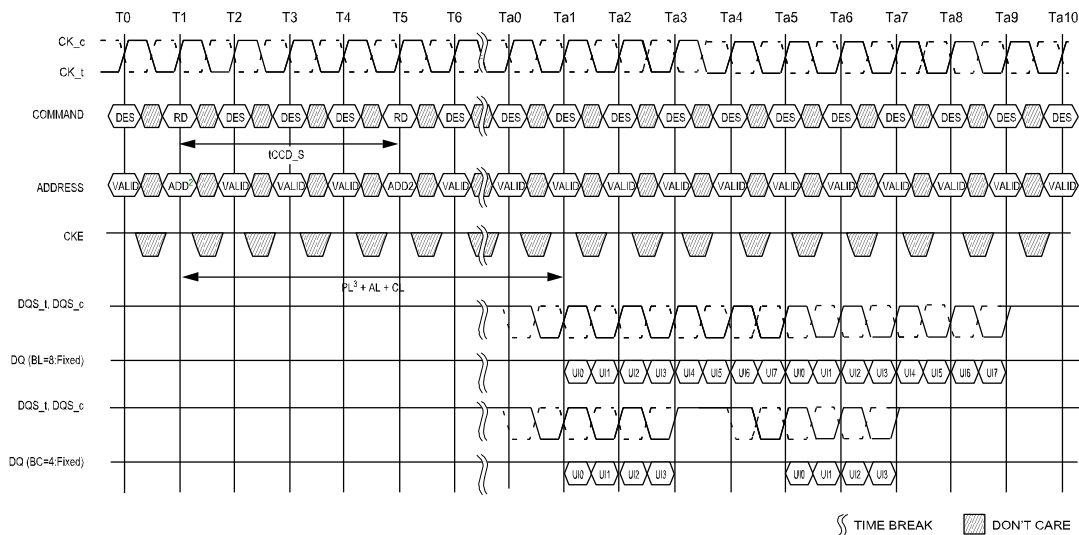 T0 T1 T2 T3 T4 T5 T6 Ta0 Ta1 Ta2 Ta3 Ta4 Ta5 Ta6 Ta7 Ta8 Ta9 Ta10
CK_c
CK_t
COMMAND DES RD DES DES DES RD DES DES DES DES DES DES DES DES DES DES DES DES
tCCD_S
ADDRESS VALID ADD2 VALID VALID VALID ADD2 VALID VALID VALID VALID VALID VALID VALID VALID VALID VALID VALID VALID
CKE
PL3 + AL + CL
DQS_t, DQS_c
DQ (BL=8:Fixed) UI0 UI1 UI2 UI3 UI4 UI5 UI6 UI7 UI0 UI1 UI2 UI3 UI4 UI5 UI6 UI7
DQS_t, DQS_c
DQ (BC=4:Fixed) UI0 UI1 UI2 UI3 UI0 UI1 UI2 UI3
TIME BREAK DON'T CARE